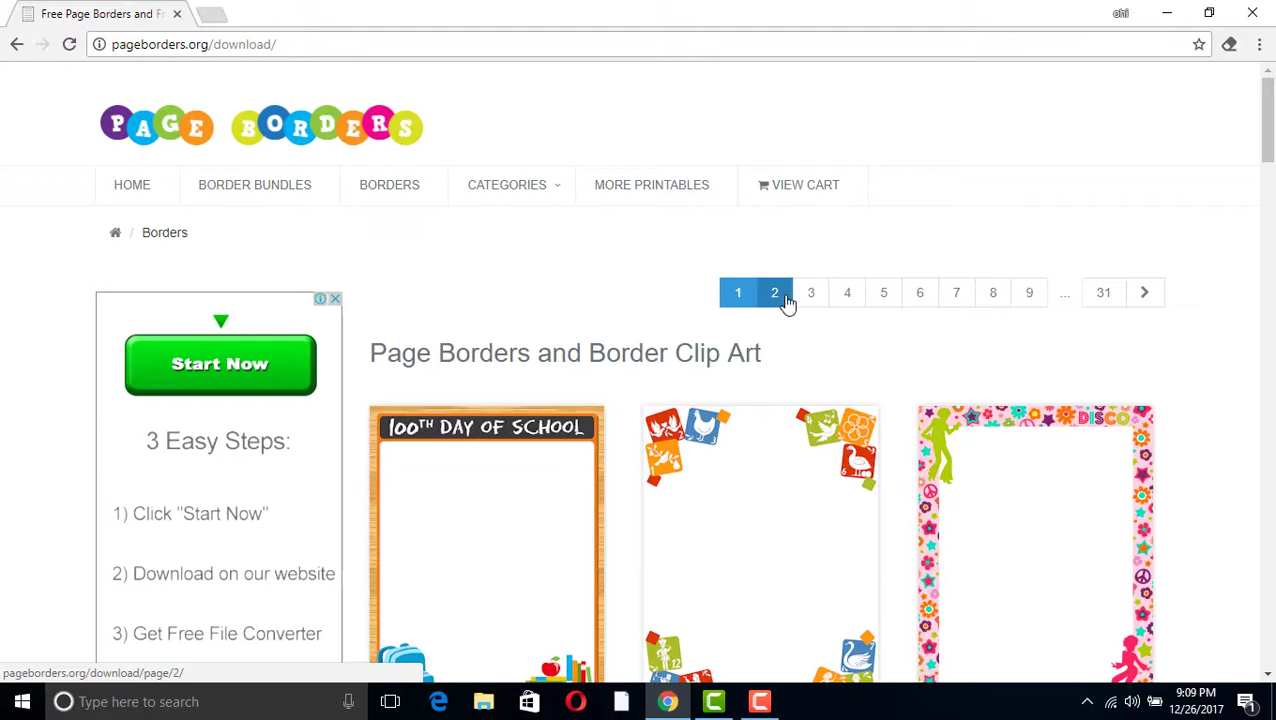 Free Page Borders and Fr
ohi
pageborders.org/download/
PAGE BORDERS
HOME
BORDER BUNDLES
BORDERS
CATEGORIES
MORE PRINTABLES
VIEW CART
/ Borders
1 2 3 4 5 6 7 8 9 ... 31
Start Now
3 Easy Steps:
1) Click "Start Now"
2) Download on our website
3) Get Free File Converter
Page Borders and Border Clip Art
100TH DAY OF SCHOOL
DISCO
pageborders.org/download/page/2/
Type here to search
9:09 PM
12/26/2017
1